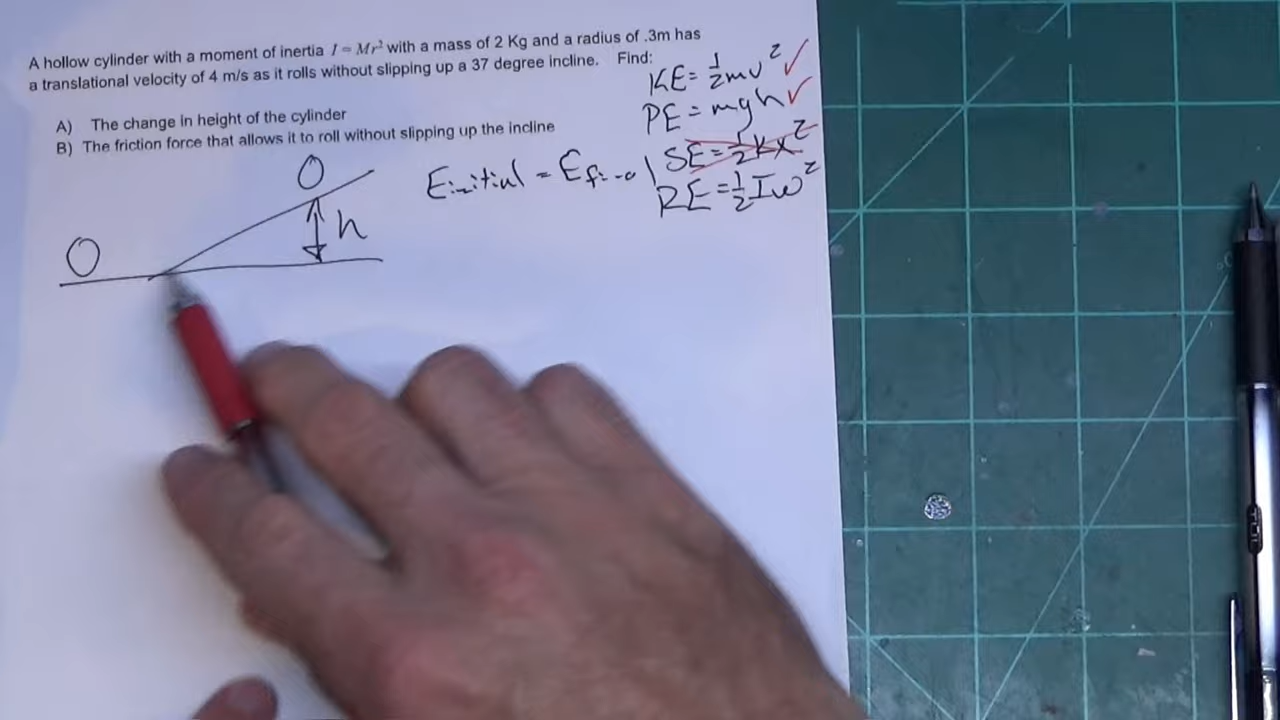 A hollow cylinder with a moment of inertia I = Mr² with a mass of 2 Kg and a radius of .3m has
a translational velocity of 4 m/s as it rolls without slipping up a 37 degree incline. Find:
A) The change in height of the cylinder
B) The friction force that allows it to roll without slipping up the incline
KE = ½mv² ✓
PE = mgh ✓
SE = ½kx²
RE = ½Iω²
Einitial = Efinal
h